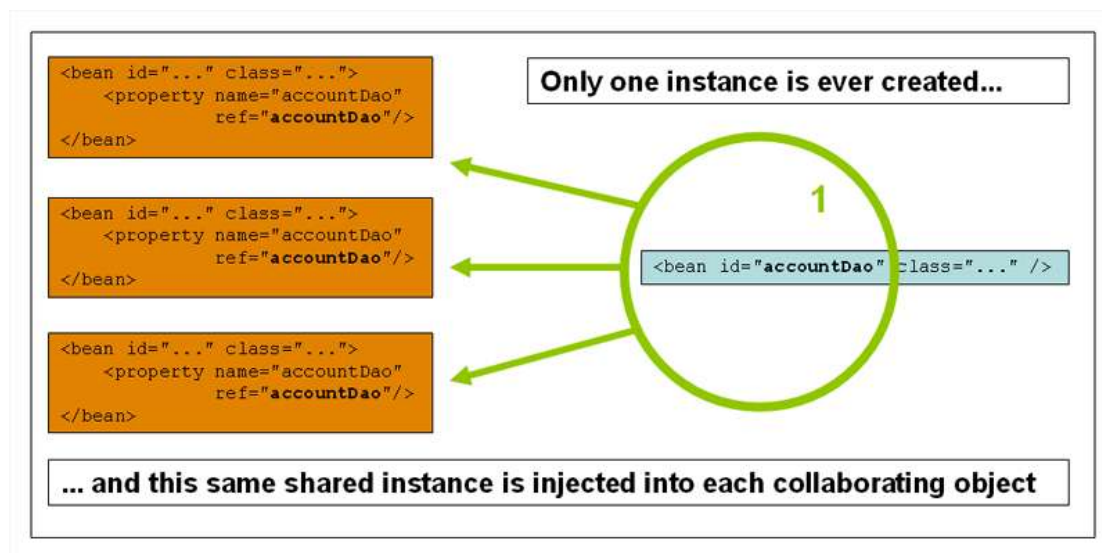 <bean id="..." class="...">
<property name="accountDao"
ref="accountDao"/>
</bean>
Only one instance is ever created...
<bean id="..." class="...">
<property name="accountDao"
ref="accountDao"/>
</bean>
1
<bean id="accountDao" class="..." />
<bean id="..." class="...">
<property name="accountDao"
ref="accountDao"/>
</bean>
... and this same shared instance is injected into each collaborating object